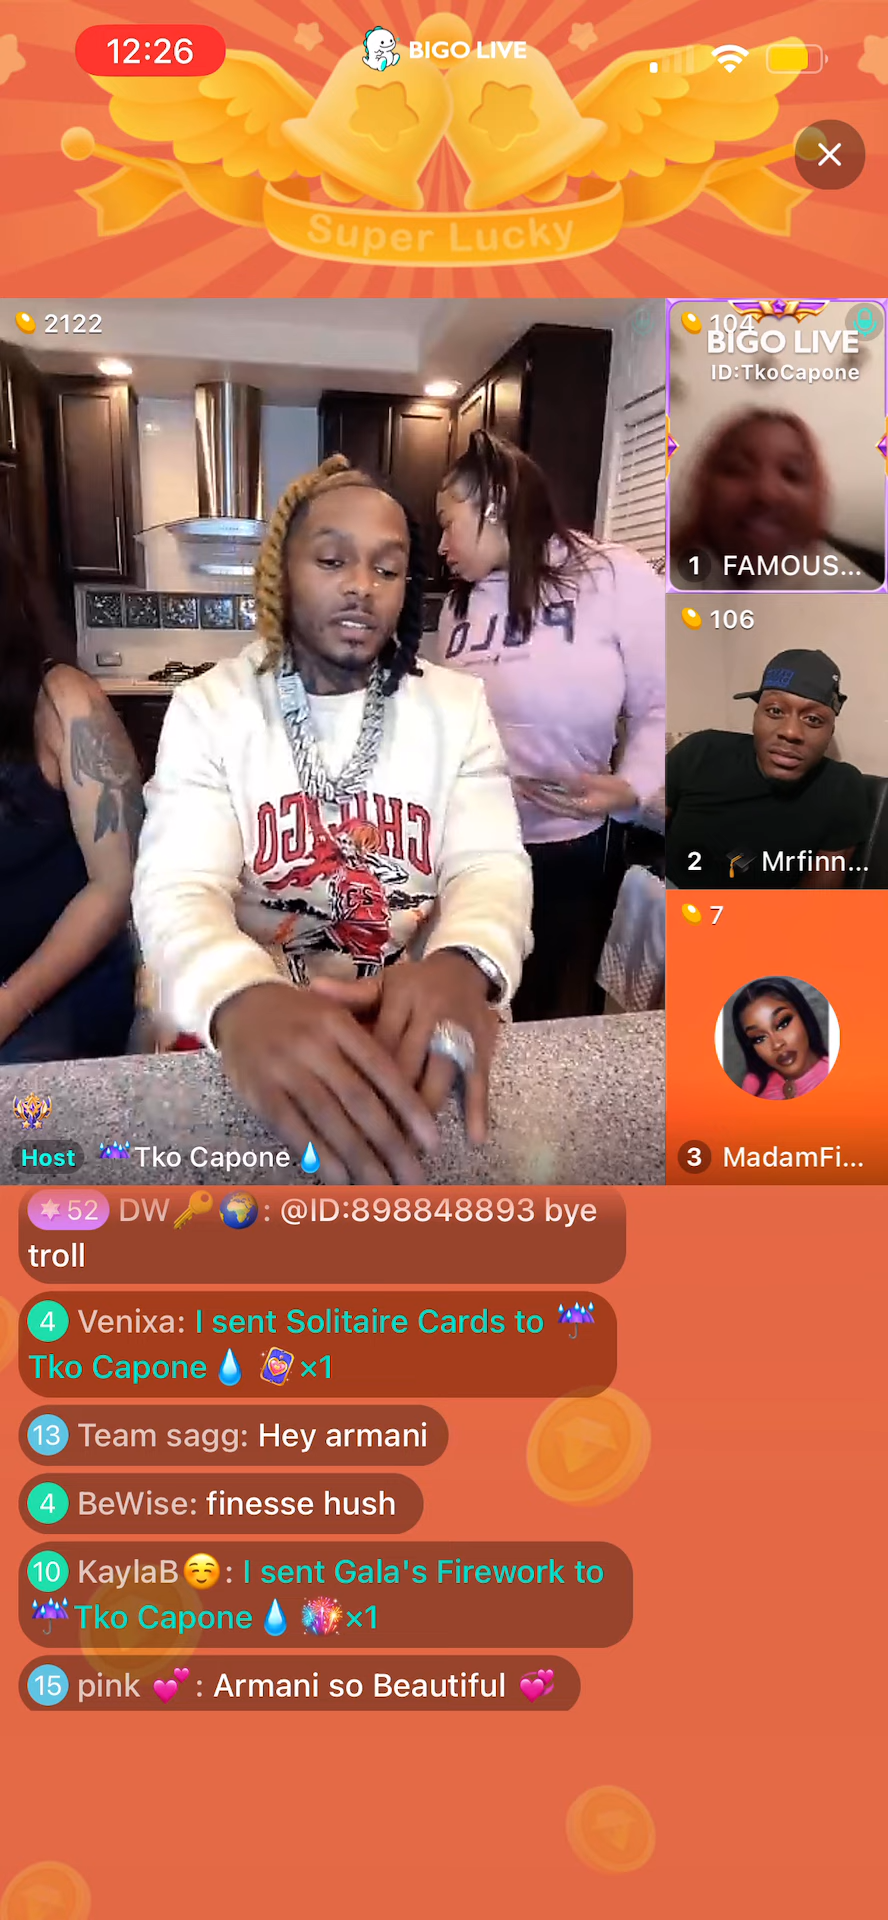 12:26
BIGO LIVE
Super Lucky
2122
104
BIGO LIVE
ID:TkoCapone
POLO
CHICAGO
1 FAMOUS...
106
2 🎓 Mrfinn...
7
Host ☔Tko Capone💧
3 MadamFi...
52 DW🔑🌍: @ID:898848893 bye
troll
4 Venixa: I sent Solitaire Cards to ☔
Tko Capone💧 ×1
13 Team sagg: Hey armani
4 BeWise: finesse hush
10 KaylaB☺️: I sent Gala's Firework to
☔Tko Capone💧 🎆×1
15 pink 💕: Armani so Beautiful 💞